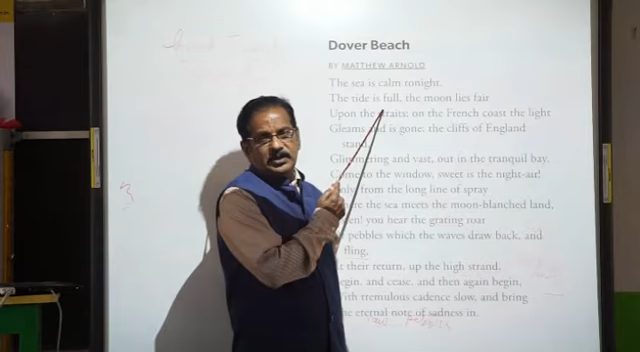 Dover Beach
BY MATTHEW ARNOLD
The sea is calm tonight.
The tide is full, the moon lies fair
Upon the straits; on the French coast the light
Gleams and is gone; the cliffs of England
stand,
Glimmering and vast, out in the tranquil bay.
Come to the window, sweet is the night-air!
from the long line of spray
the sea meets the moon-blanched land,
you hear the grating roar
pebbles which the waves draw back, and
fling,
their return, up the high strand,
and cease, and then again begin,
With tremulous cadence slow, and bring
eternal note of sadness in.